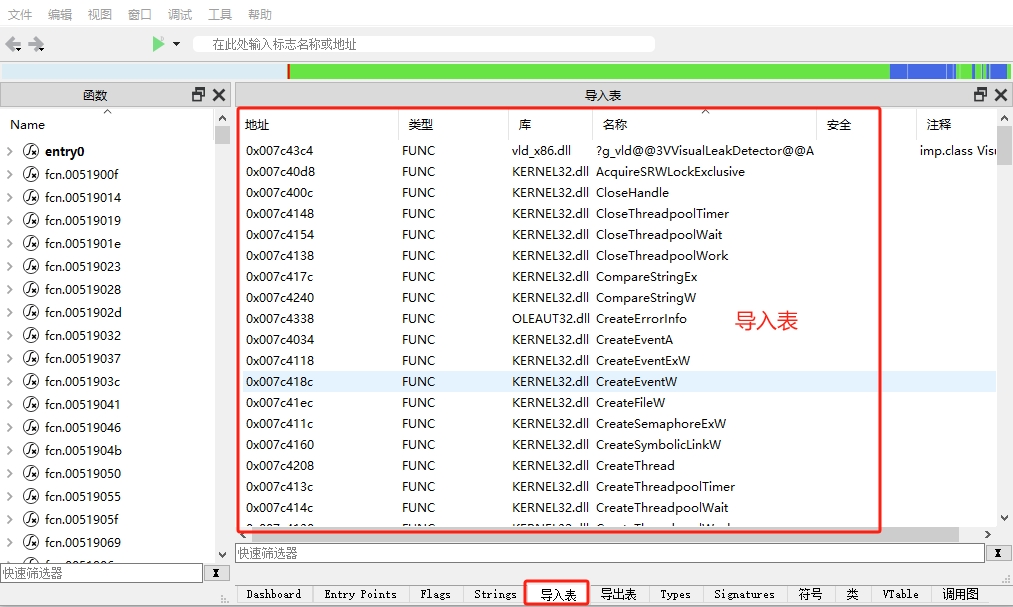 文件 编辑 视图 窗口 调试 工具 帮助
在此处输入标志名称或地址
函数
Name
entry0
fcn.0051900f
fcn.00519014
fcn.00519019
fcn.0051901e
fcn.00519023
fcn.00519028
fcn.0051902d
fcn.00519032
fcn.00519037
fcn.0051903c
fcn.00519041
fcn.00519046
fcn.0051904b
fcn.00519050
fcn.00519055
fcn.0051905f
fcn.00519069
快速筛选器 X
导入表
地址 类型 库 名称 安全 注释
0x007c43c4 FUNC vld_x86.dll ?g_vld@@3VVisualLeakDetector@@A imp.class Visu
0x007c40d8 FUNC KERNEL32.dll AcquireSRWLockExclusive
0x007c400c FUNC KERNEL32.dll CloseHandle
0x007c4148 FUNC KERNEL32.dll CloseThreadpoolTimer
0x007c4154 FUNC KERNEL32.dll CloseThreadpoolWait
0x007c4138 FUNC KERNEL32.dll CloseThreadpoolWork
0x007c417c FUNC KERNEL32.dll CompareStringEx
0x007c4240 FUNC KERNEL32.dll CompareStringW
0x007c4338 FUNC OLEAUT32.dll CreateErrorInfo
导入表
0x007c4034 FUNC KERNEL32.dll CreateEventA
0x007c4118 FUNC KERNEL32.dll CreateEventExW
0x007c418c FUNC KERNEL32.dll CreateEventW
0x007c41ec FUNC KERNEL32.dll CreateFileW
0x007c411c FUNC KERNEL32.dll CreateSemaphoreExW
0x007c4160 FUNC KERNEL32.dll CreateSymbolicLinkW
0x007c4208 FUNC KERNEL32.dll CreateThread
0x007c413c FUNC KERNEL32.dll CreateThreadpoolTimer
0x007c414c FUNC KERNEL32.dll CreateThreadpoolWait
快速筛选器 X
Dashboard Entry Points Flags Strings 导入表 导出表 Types Signatures 符号 类 VTable 调用图